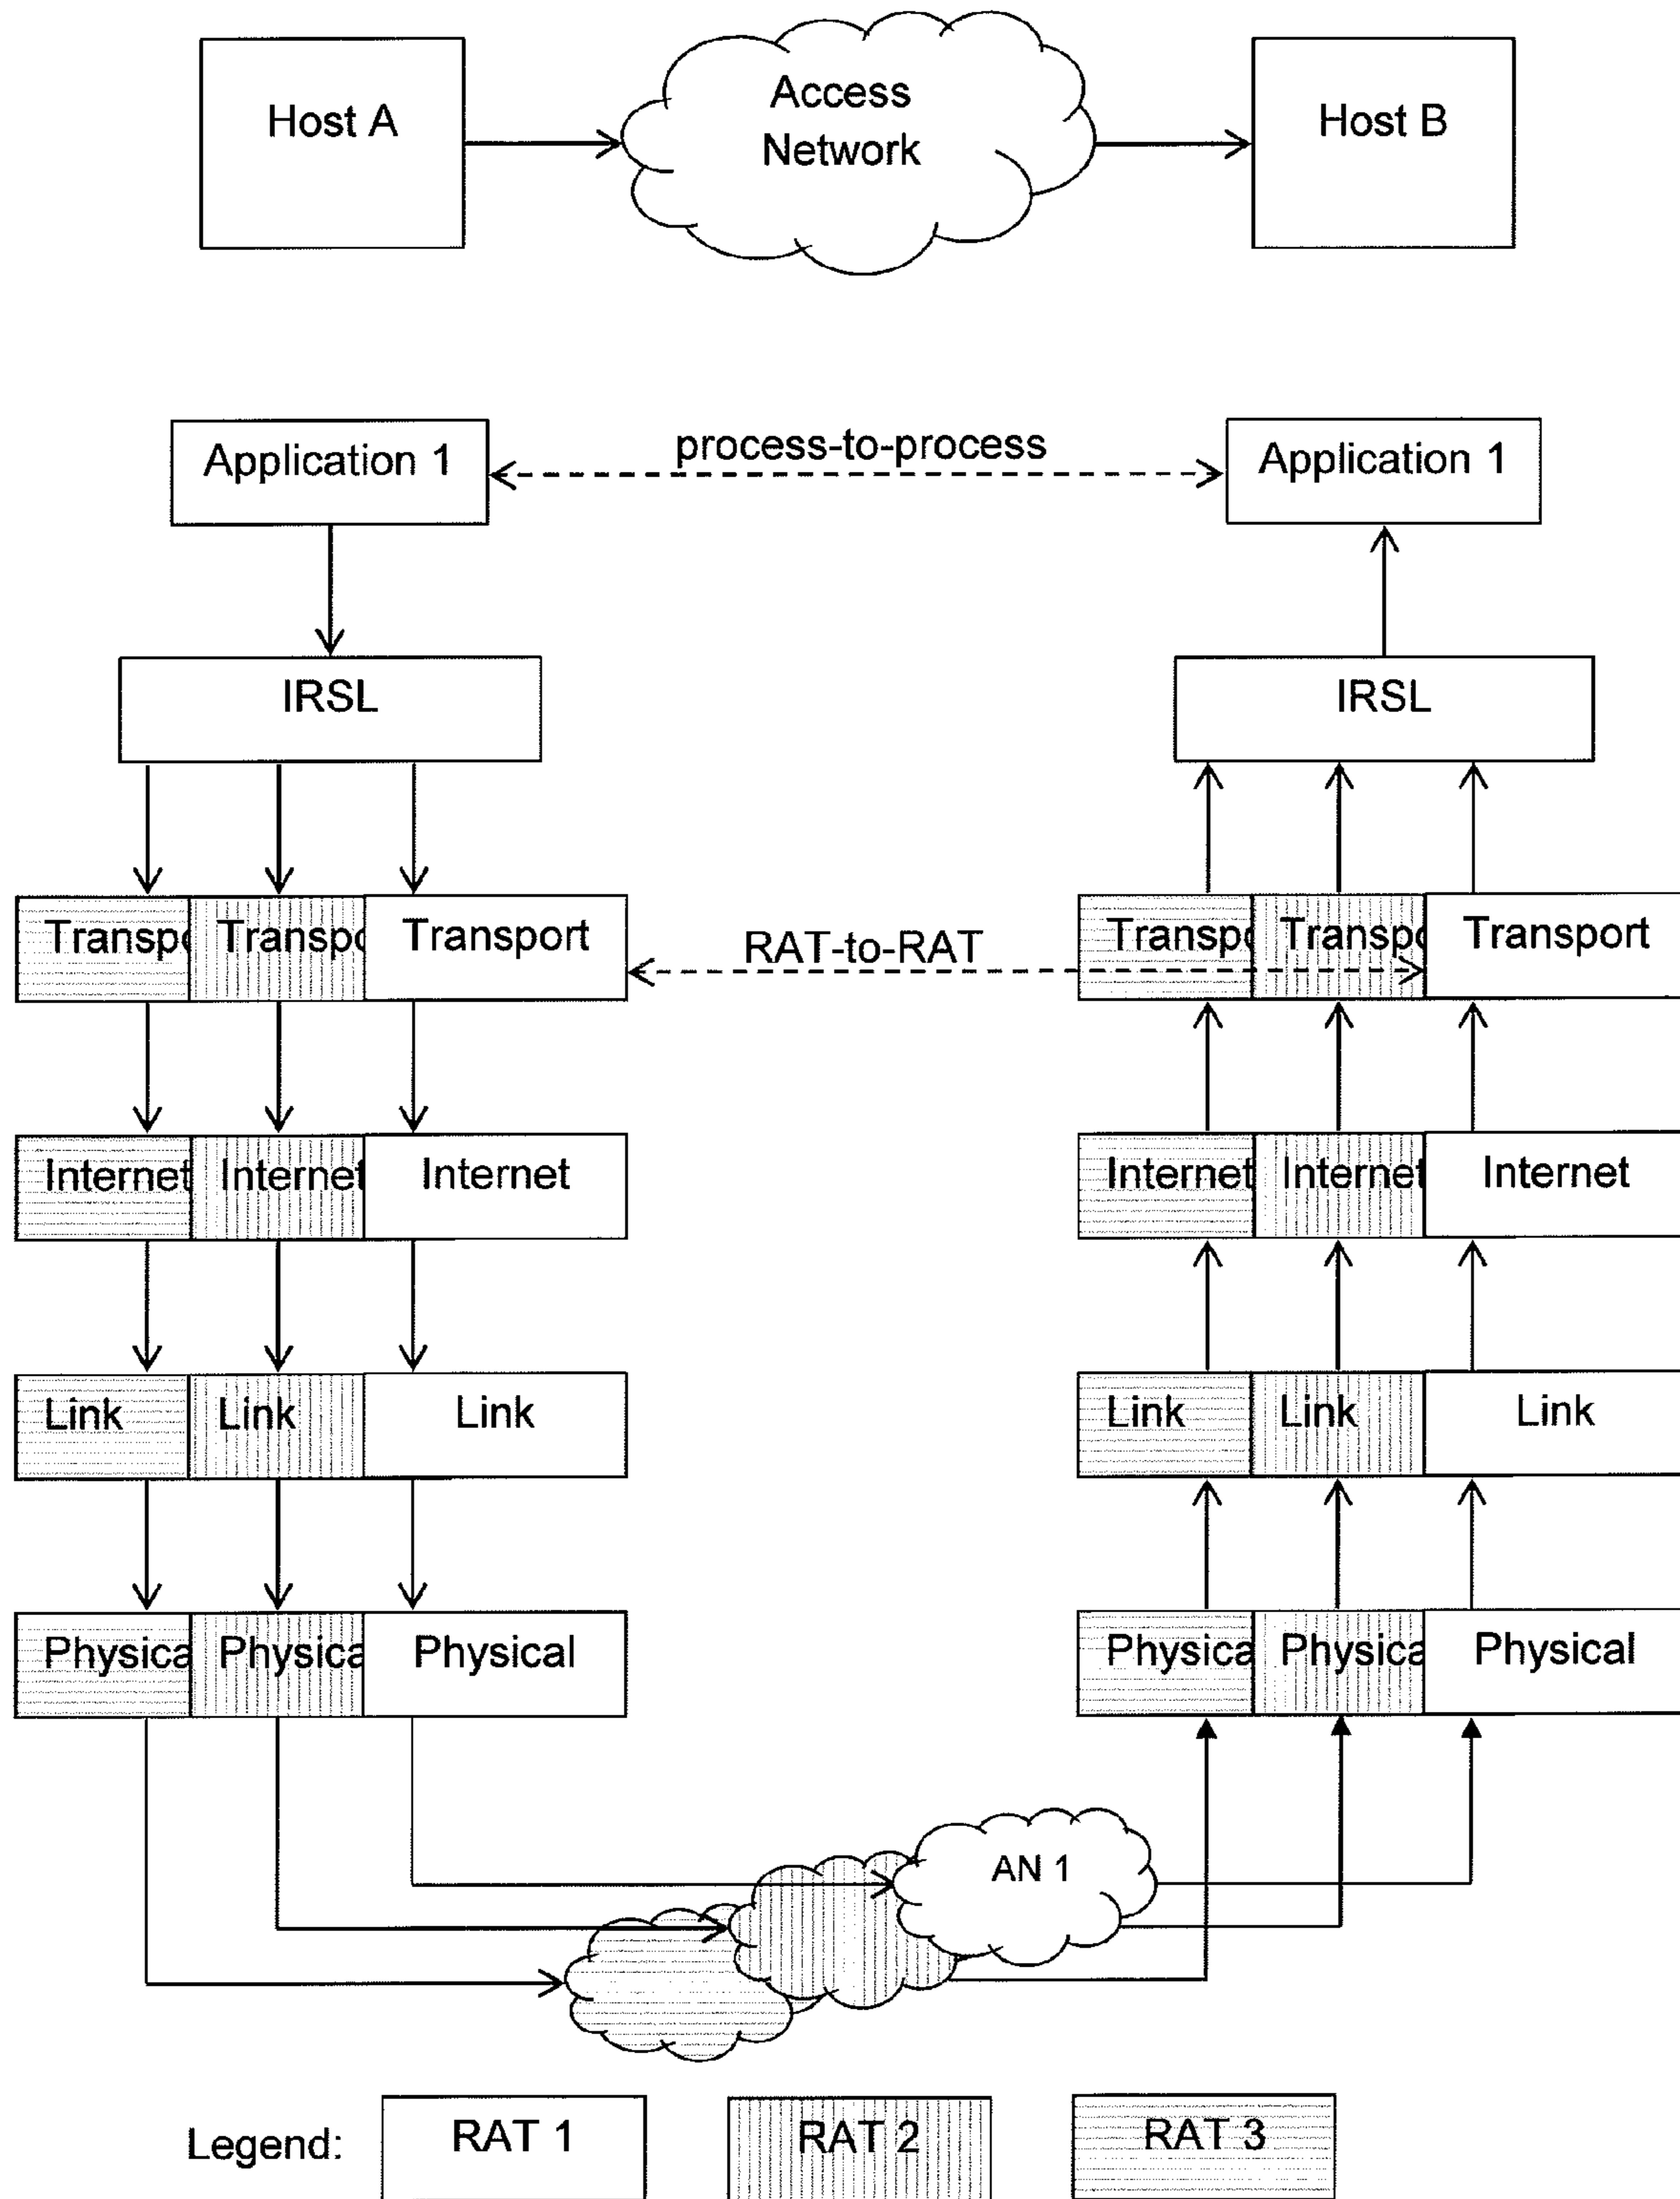 Host A
Access
Network
Host B
Application 1
process-to-process
Application 1
IRSL
IRSL
Transpo
Transpo
Transport
RAT-to-RAT
Transpo
Transpo
Transport
Internet
Internet
Internet
Internet
Internet
Internet
Link
Link
Link
Link
Link
Link
Physica
Physica
Physical
Physica
Physica
Physical
AN 1
Legend:
RAT 1
RAT 2
RAT 3